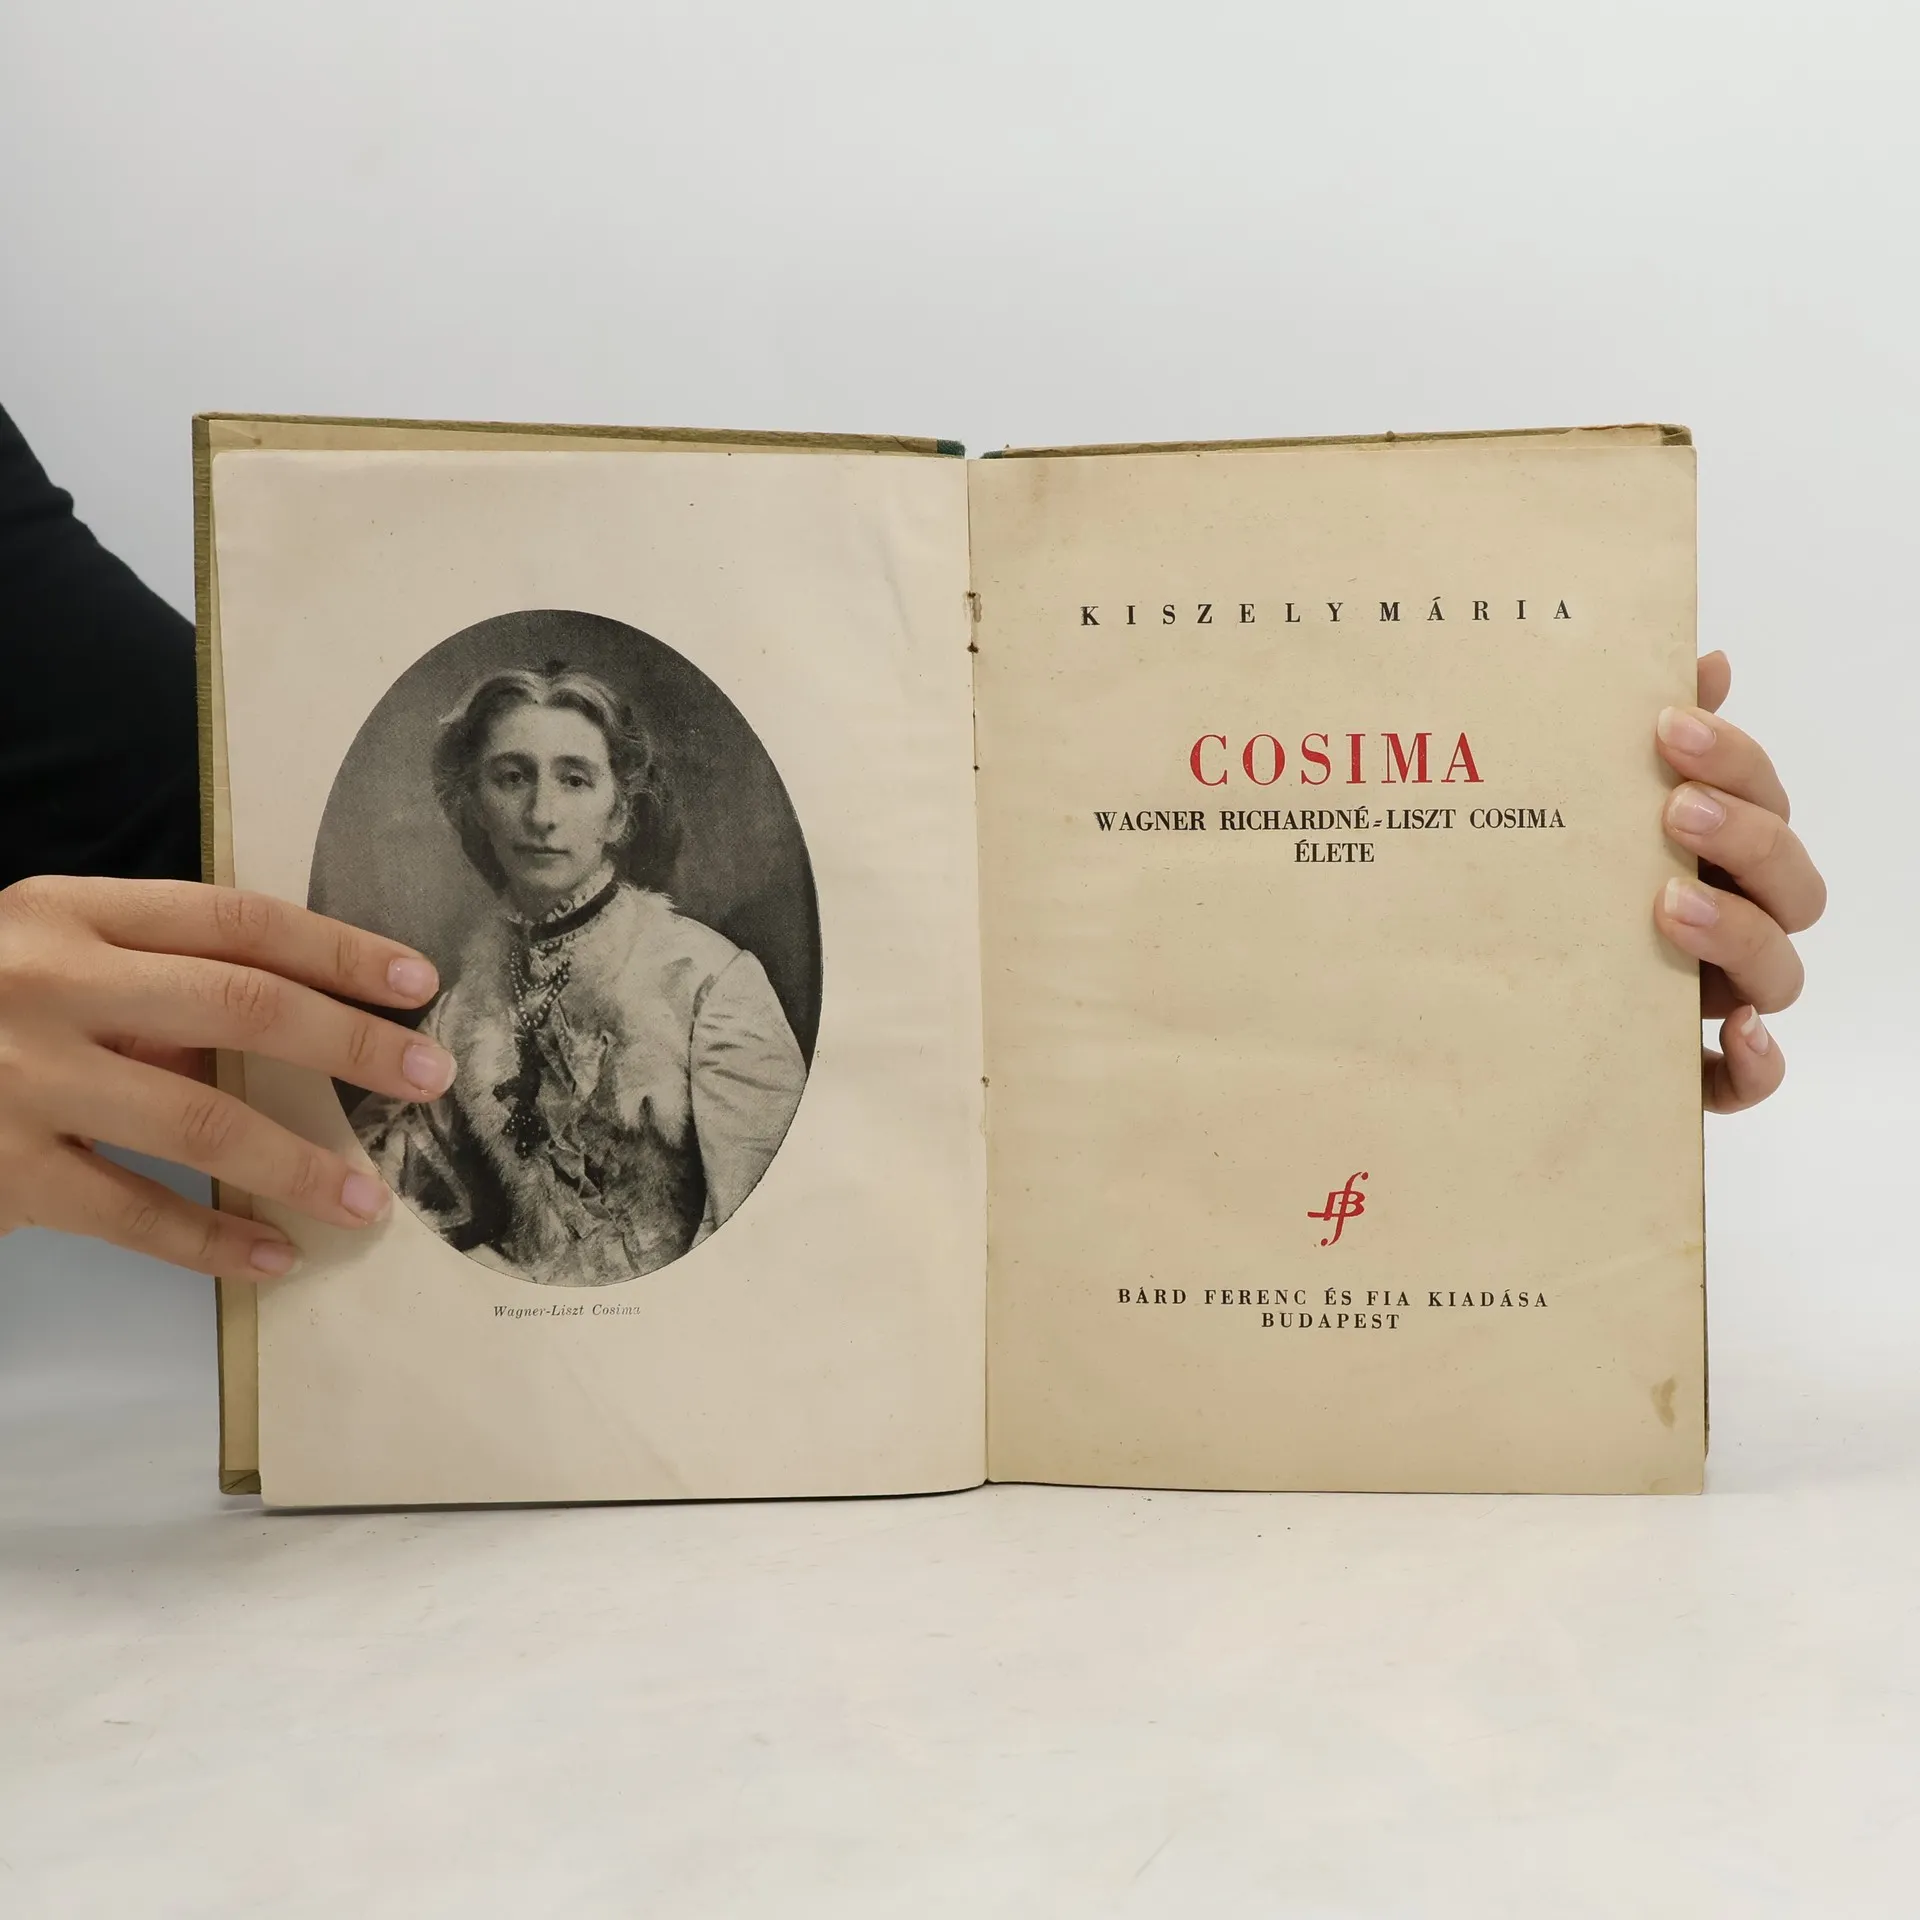 Wagner-Liszt Cosima
KISZELY MÁRIA
COSIMA
WAGNER RICHARDNÉ-LISZT COSIMA
ÉLETE
BÁRD FERENC ÉS FIA KIADÁSA
BUDAPEST